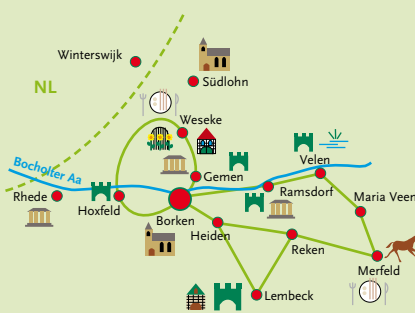 Winterswijk
NL
Südlohn
Weseke
Bocholter Aa
Velen
Gemen
Rhede
Hoxfeld
Ramsdorf
Maria Veen
Borken
Heiden
Reken
Merfeld
Lembeck